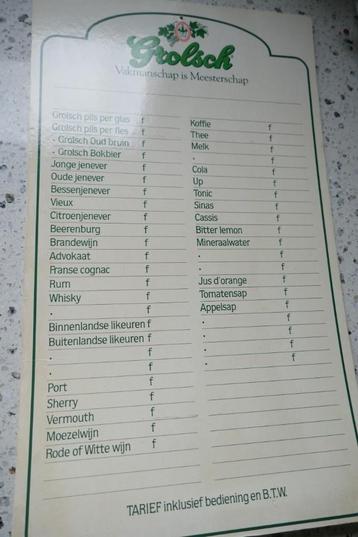 Grolsch
Vakmanschap is Meesterschap
Grolsch pils per glas f
Grolsch pils per fles f
- Grolsch Oud bruin f
- Grolsch Bokbier f
Jonge jenever f
Oude jenever f
Bessenjenever f
Vieux f
Citroenjenever f
Beerenburg f
Brandewijn f
Advokaat f
Franse cognac f
Rum f
Whisky f
. f
Binnenlandse likeuren f
Buitenlandse likeuren f
. f
. f
Port f
Sherry f
Vermouth f
Moezelwijn f
Rode of Witte wijn f
Koffie f
Thee f
Melk f
. f
Cola f
Up f
Tonic f
Sinas f
Cassis f
Bitter lemon f
Mineraalwater f
. f
. f
Jus d'orange f
Tomatensap f
Appelsap f
. f
. f
. f
. f
TARIEF inklusief bediening en B.T.W.